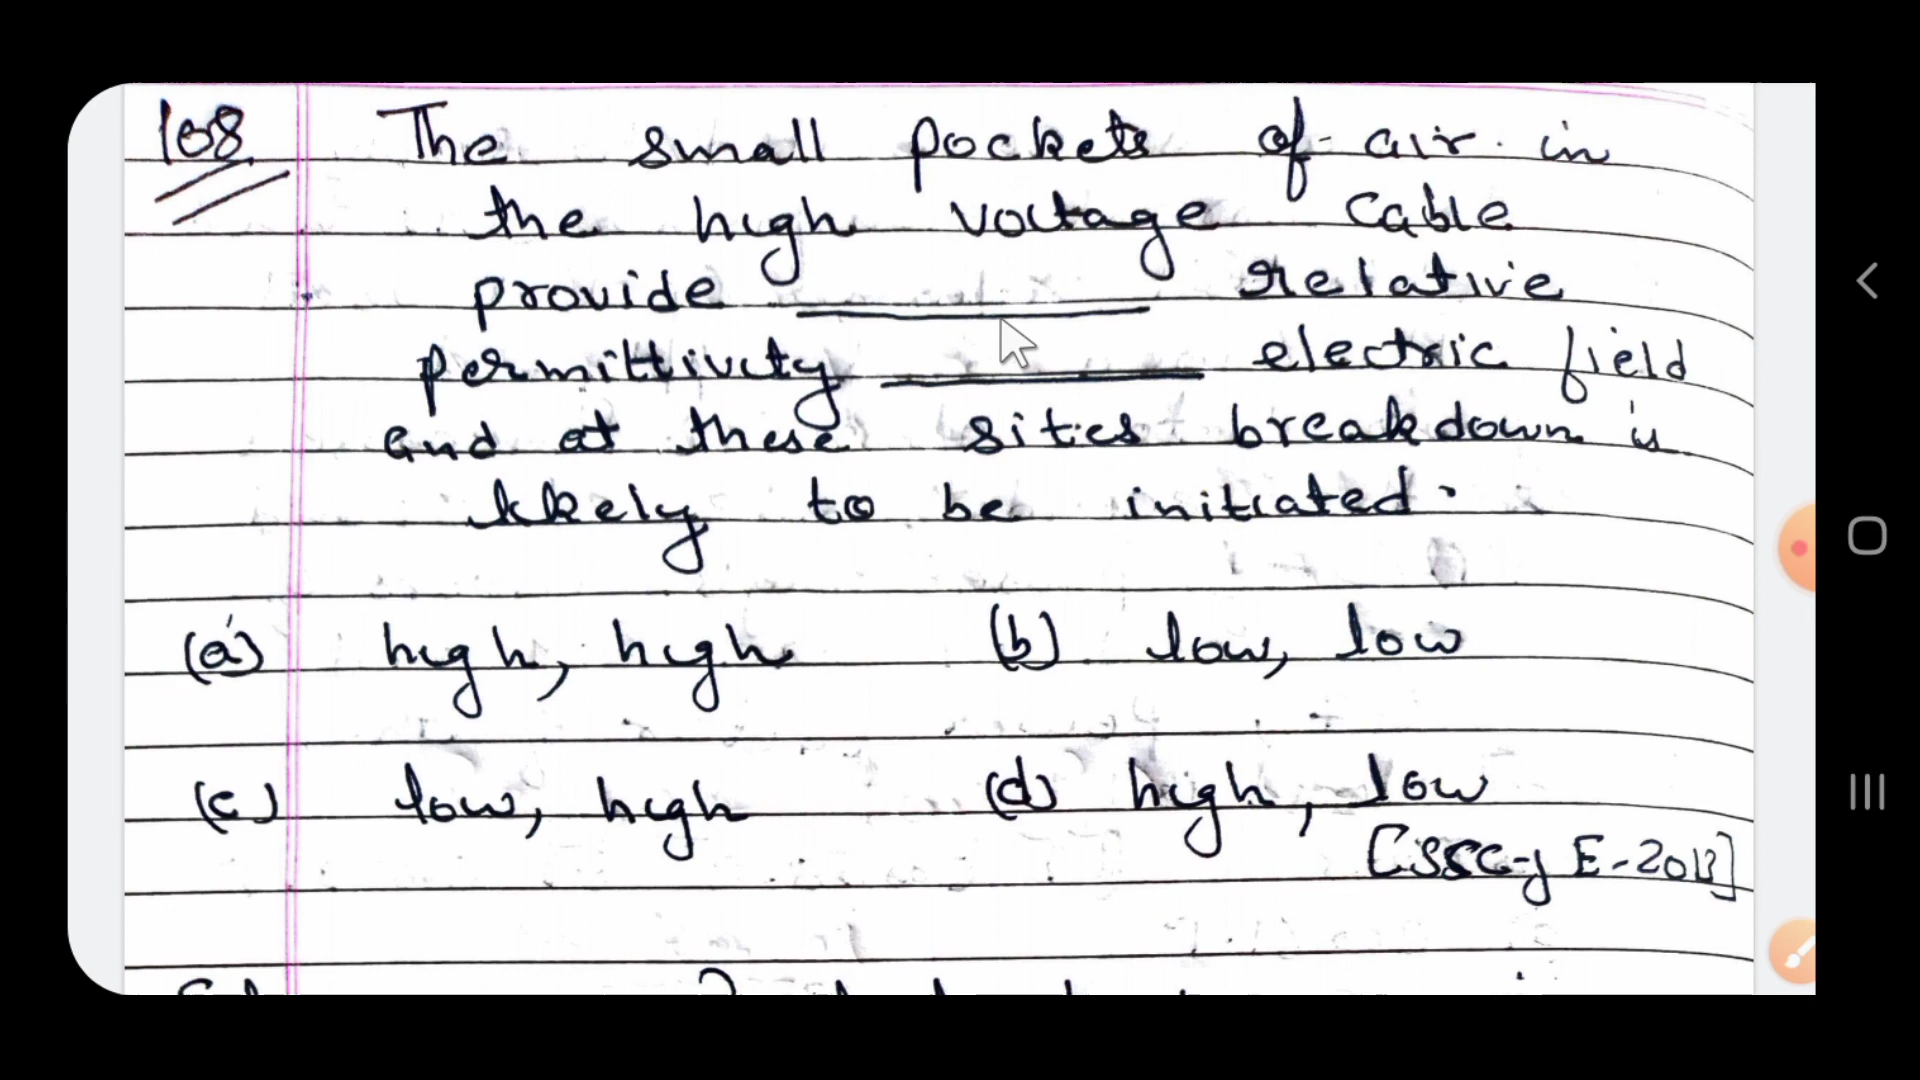 108 The small pockets of air in
the high voltage cable
provide ________ relative
permittivity ________ electric field
and at these sites breakdown is
likely to be initiated.
(a) high, high (b) low, low
(c) low, high (d) high, low
[SSC-JE-2013]